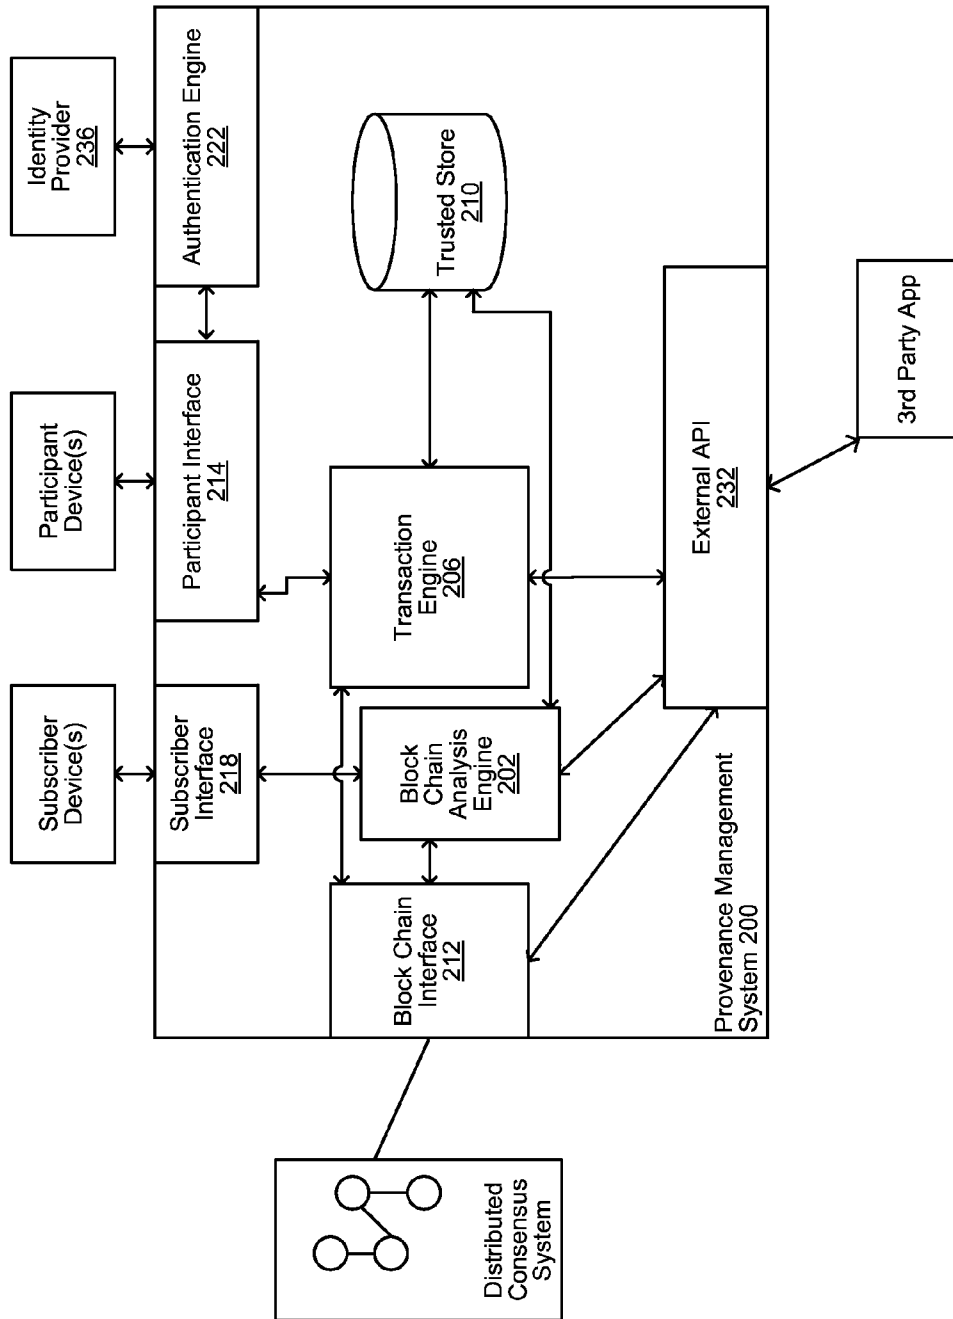 Subscriber
Device(s)
Participant
Device(s)
Identity
Provider
236
Subscriber
Interface
218
Participant Interface
214
Authentication Engine
222
Distributed
Consensus
System
Block Chain
Interface
212
Block
Chain
Analysis
Engine
202
Transaction
Engine
206
Trusted Store
210
External API
232
Provenance Management
System 200
3rd Party App